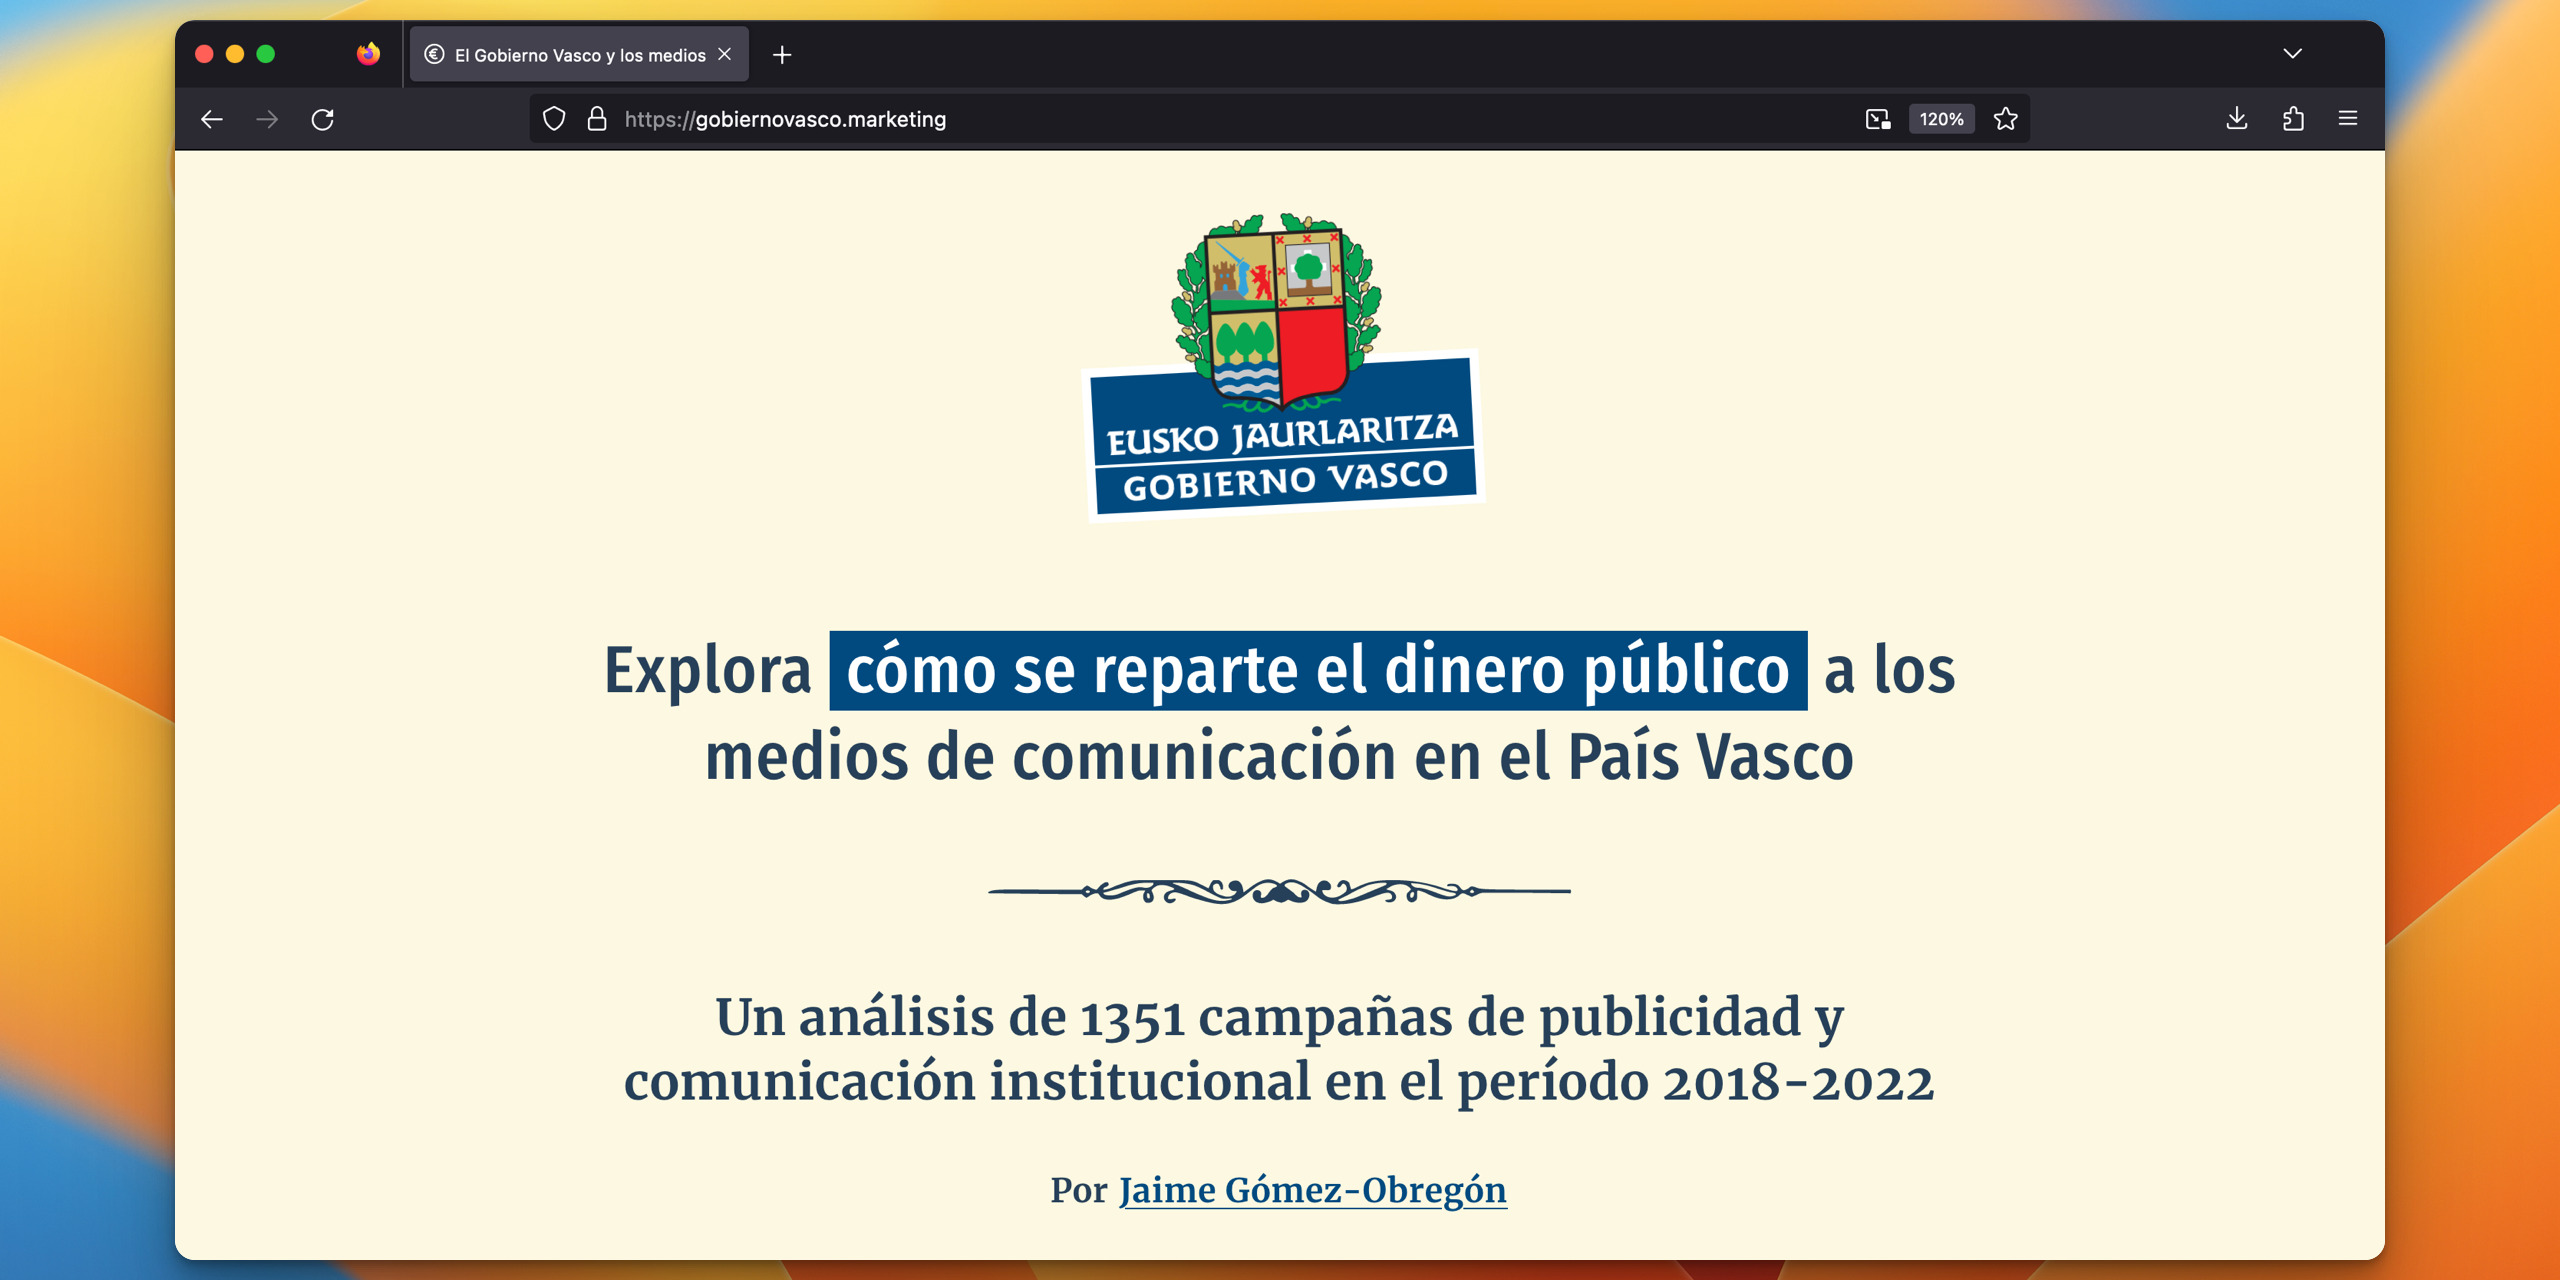 El Gobierno Vasco y los medios
https://gobiernovasco.marketing
120%
EUSKO JAURLARITZA
GOBIERNO VASCO
Explora cómo se reparte el dinero público a los
medios de comunicación en el País Vasco
Un análisis de 1351 campañas de publicidad y
comunicación institucional en el período 2018-2022
Por Jaime Gómez-Obregón